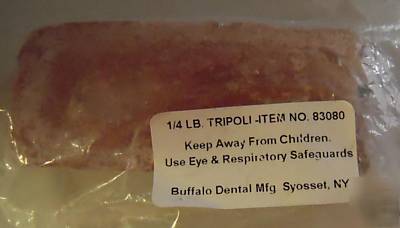 1/4 LB. TRIPOLI -ITEM NO. 83080
Keep Away From Children.
Use Eye & Respiratory Safeguards
Buffalo Dental Mfg. Syosset, NY